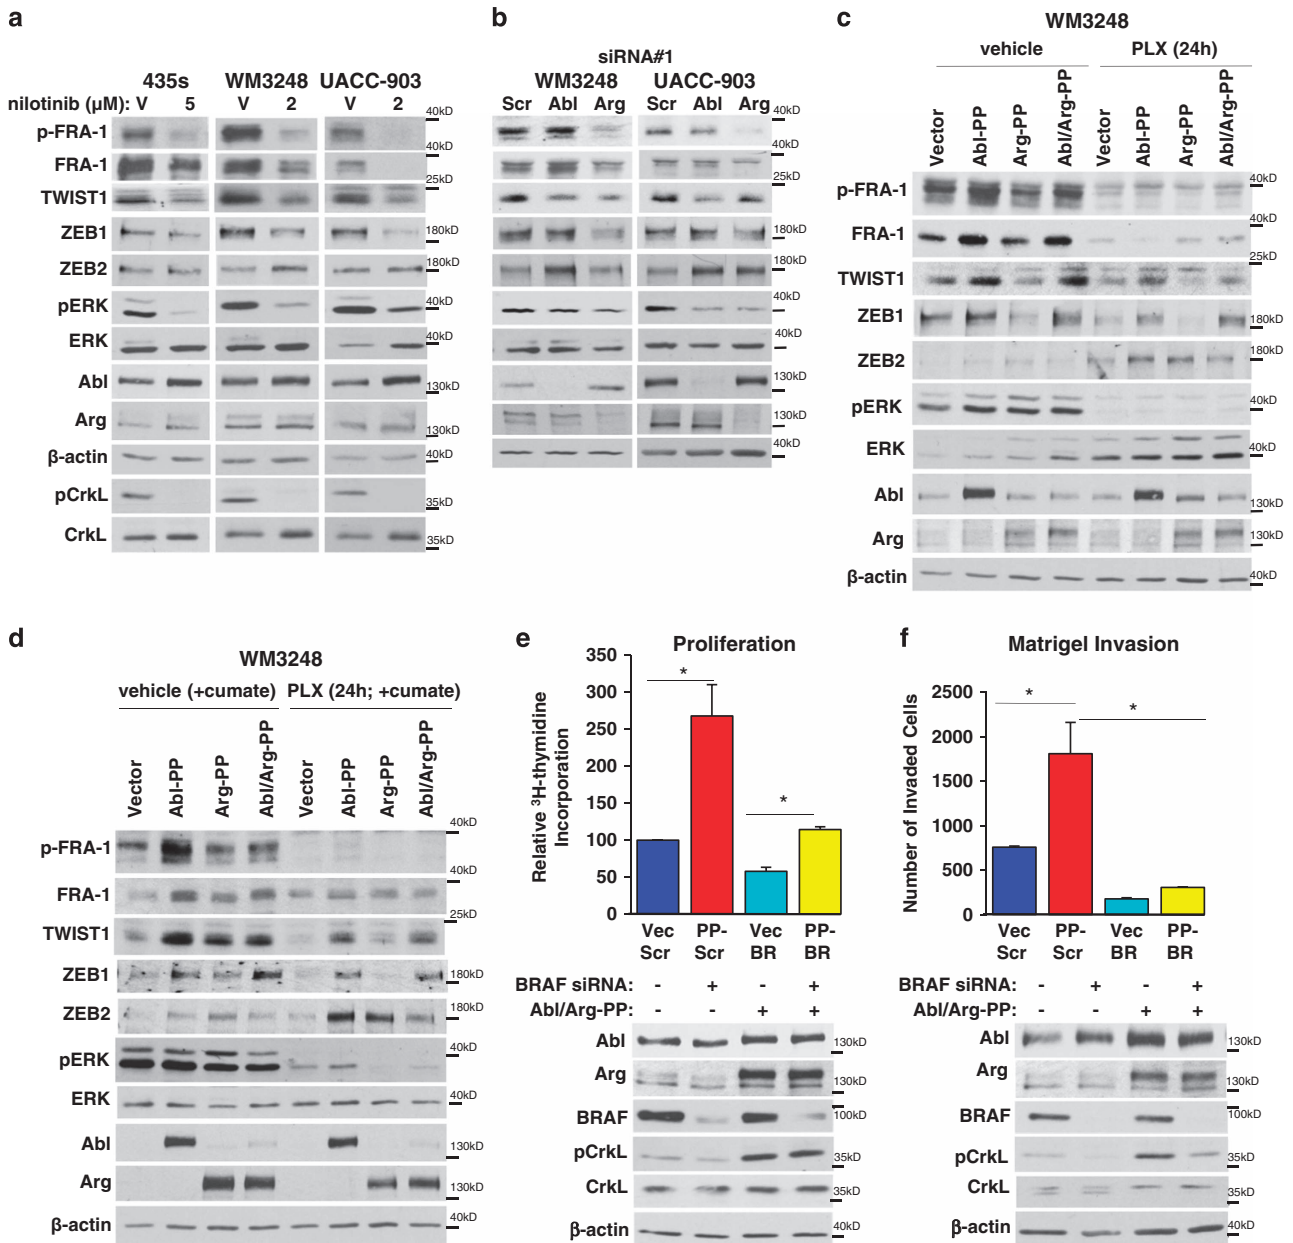 a
435s WM3248 UACC-903
nilotinib (μM): V 5 V 2 V 2
40kD
p-FRA-1
40kD
FRA-1
25kD
TWIST1
ZEB1 180kD
ZEB2 180kD
pERK 40kD
ERK 40kD
Abl 130kD
Arg 130kD
β-actin 40kD
pCrkL 35kD
CrkL 35kD
b
siRNA#1
WM3248 UACC-903
Scr Abl Arg Scr Abl Arg
40kD
40kD
25kD
180kD
180kD
40kD
40kD
130kD
130kD
40kD
c
WM3248
vehicle PLX (24h)
Vector Abl-PP Arg-PP Abl/Arg-PP Vector Abl-PP Arg-PP Abl/Arg-PP
p-FRA-1 40kD
FRA-1 40kD
25kD
TWIST1
ZEB1 180kD
ZEB2 180kD
pERK 40kD
ERK 40kD
Abl 130kD
Arg 130kD
β-actin 40kD
d
WM3248
vehicle (+cumate) PLX (24h; +cumate)
Vector Abl-PP Arg-PP Abl/Arg-PP Vector Abl-PP Arg-PP Abl/Arg-PP
40kD
p-FRA-1
40kD
FRA-1
25kD
TWIST1
ZEB1 180kD
ZEB2 180kD
pERK 40kD
ERK 40kD
Abl 130kD
Arg 130kD
β-actin 40kD
e
Proliferation
Relative ³H-thymidine
Incorporation
350
300
250
200
150
100
50
0
* *
Vec PP- Vec PP-
Scr Scr BR BR
BRAF siRNA: - + - +
Abl/Arg-PP: - - + +
Abl 130kD
Arg 130kD
BRAF 100kD
pCrkL 35kD
CrkL 35kD
β-actin 40kD
f
Matrigel Invasion
Number of Invaded Cells
2500
2000
1500
1000
500
0
* *
Vec PP- Vec PP-
Scr Scr BR BR
BRAF siRNA: - + - +
Abl/Arg-PP: - - + +
Abl 130kD
Arg 130kD
BRAF 100kD
pCrkL 35kD
CrkL 35kD
β-actin 40kD